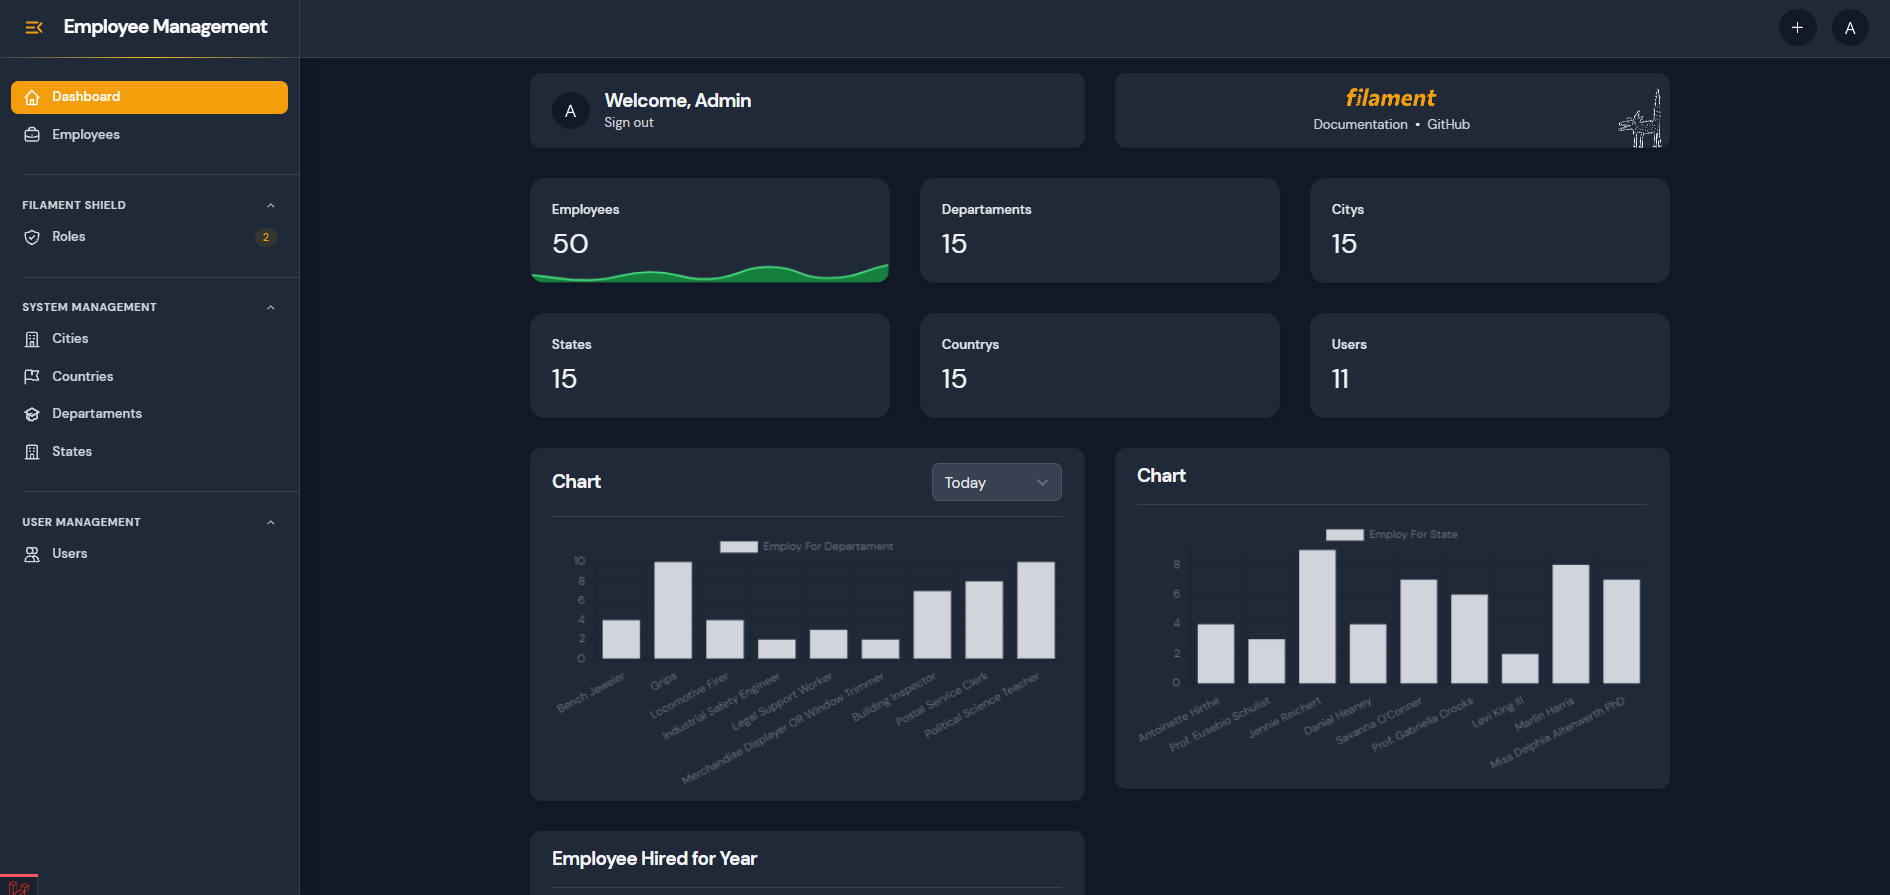 Employee Management
+
A
Dashboard
Employees
FILAMENT SHIELD
Roles
2
SYSTEM MANAGEMENT
Cities
Countries
Departaments
States
USER MANAGEMENT
Users
A
Welcome, Admin
Sign out
filament
Documentation • GitHub
Employees
50
Departaments
15
Citys
15
States
15
Countrys
15
Users
11
Chart
Today
Employ For Departament
10
8
6
4
2
0
Bench Jeweler
Grips
Locomotive Firer
Industrial Safety Engineer
Legal Support Worker
Merchandise Displayer OR Window Trimmer
Building Inspector
Postal Service Clerk
Political Science Teacher
Chart
Employ For State
8
6
4
2
0
Antoinette Hirthe
Prof. Eusebio Schulist
Jennie Reichert
Danial Heaney
Savanna O'Conner
Prof. Gabriella Crooks
Levi King III
Marlin Harris
Miss Delphia Altenwerth PhD
Employee Hired for Year